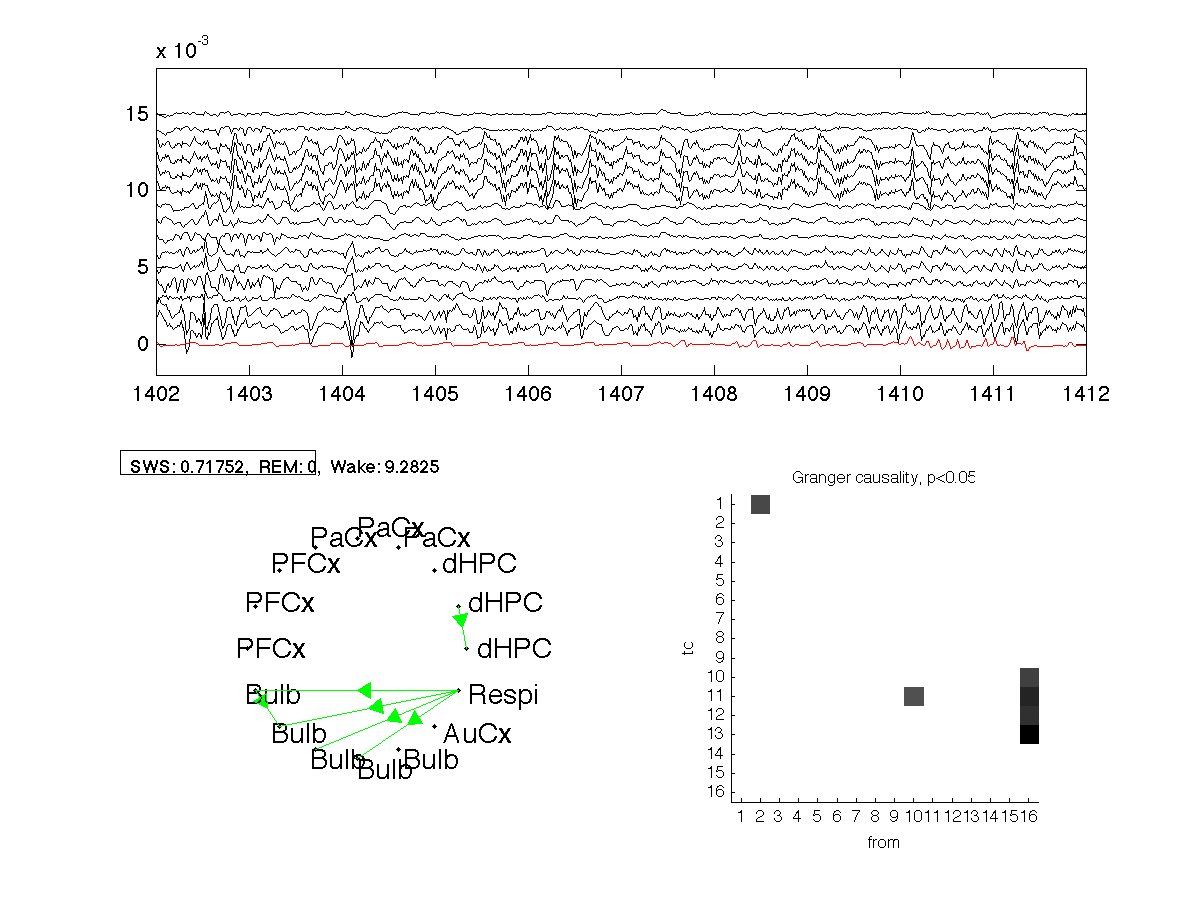 x 10-3
15
10
5
0
1402 1403 1404 1405 1406 1407 1408 1409 1410 1411 1412
SWS: 0.71752, REM: 0, Wake: 9.2825
Granger causality, p<0.05
PaCx
PaCx PaCx
PFCx dHPC
PFCx dHPC
PFCx dHPC
Bulb Respi
Bulb AuCx
Bulb Bulb
Bulb
1
2
3
4
5
6
7
8
9
10
11
12
13
14
15
16
tc
1 2 3 4 5 6 7 8 9 10 11 12 13 14 15 16
from